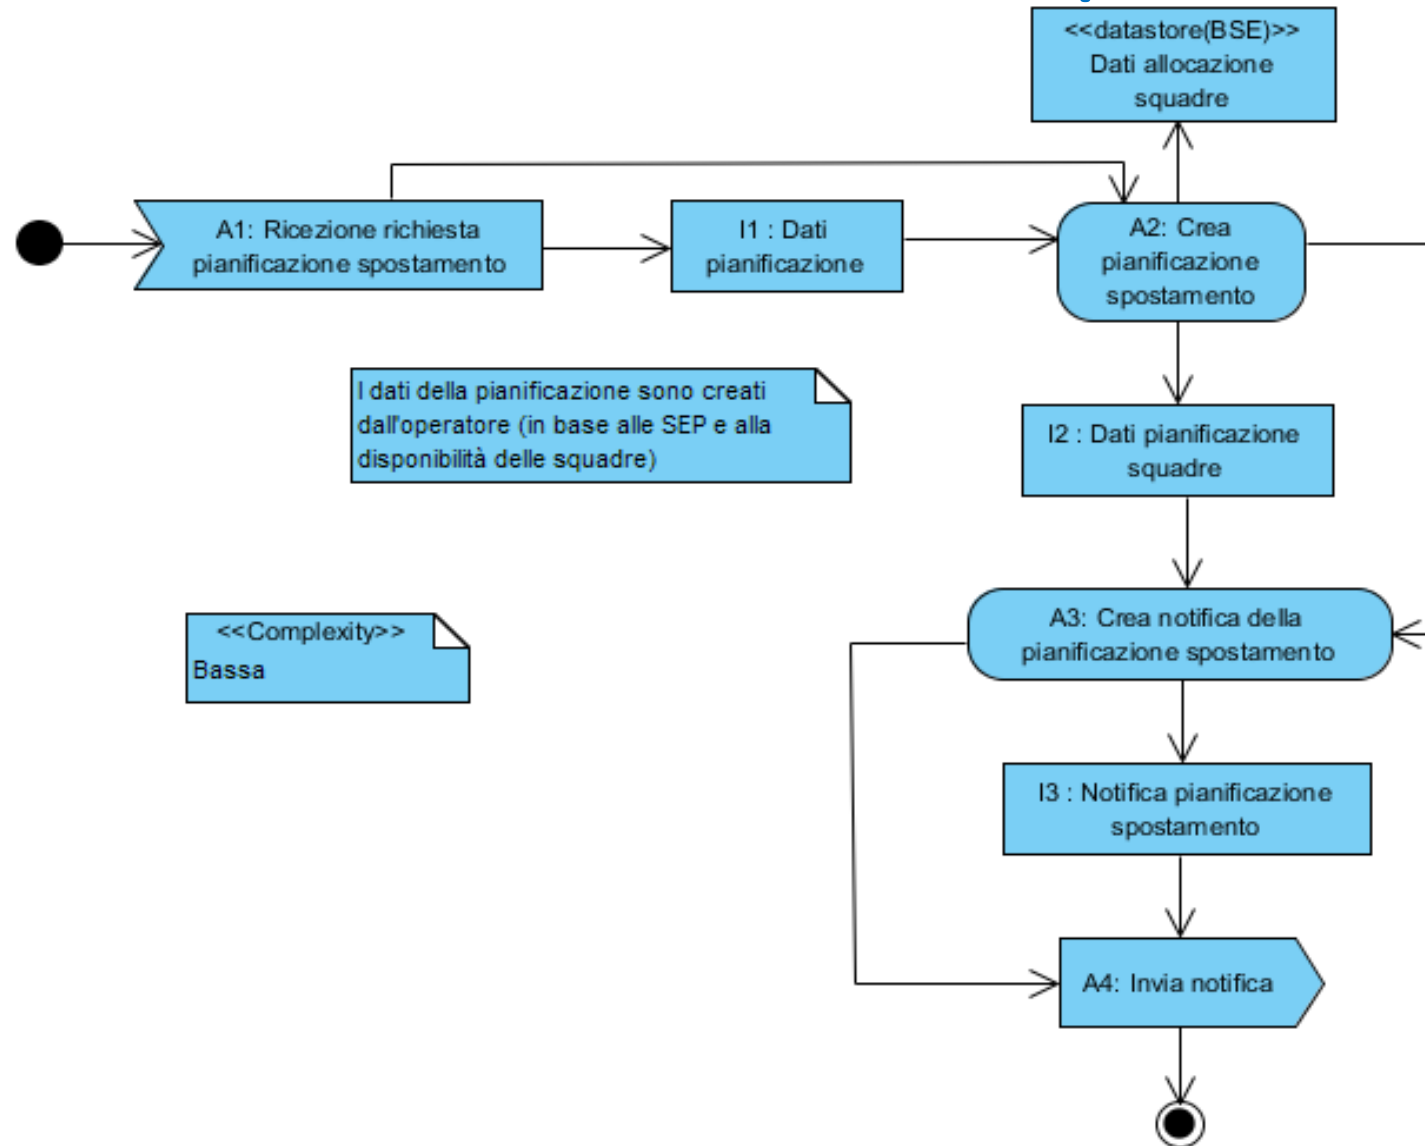 <<datastore(BSE)>>
Dati allocazione
squadre
A1: Ricezione richiesta
pianificazione spostamento
I1 : Dati
pianificazione
A2: Crea
pianificazione
spostamento
I dati della pianificazione sono creati
dall'operatore (in base alle SEP e alla
disponibilità delle squadre)
I2 : Dati pianificazione
squadre
<<Complexity>>
Bassa
A3: Crea notifica della
pianificazione spostamento
I3 : Notifica pianificazione
spostamento
A4: Invia notifica